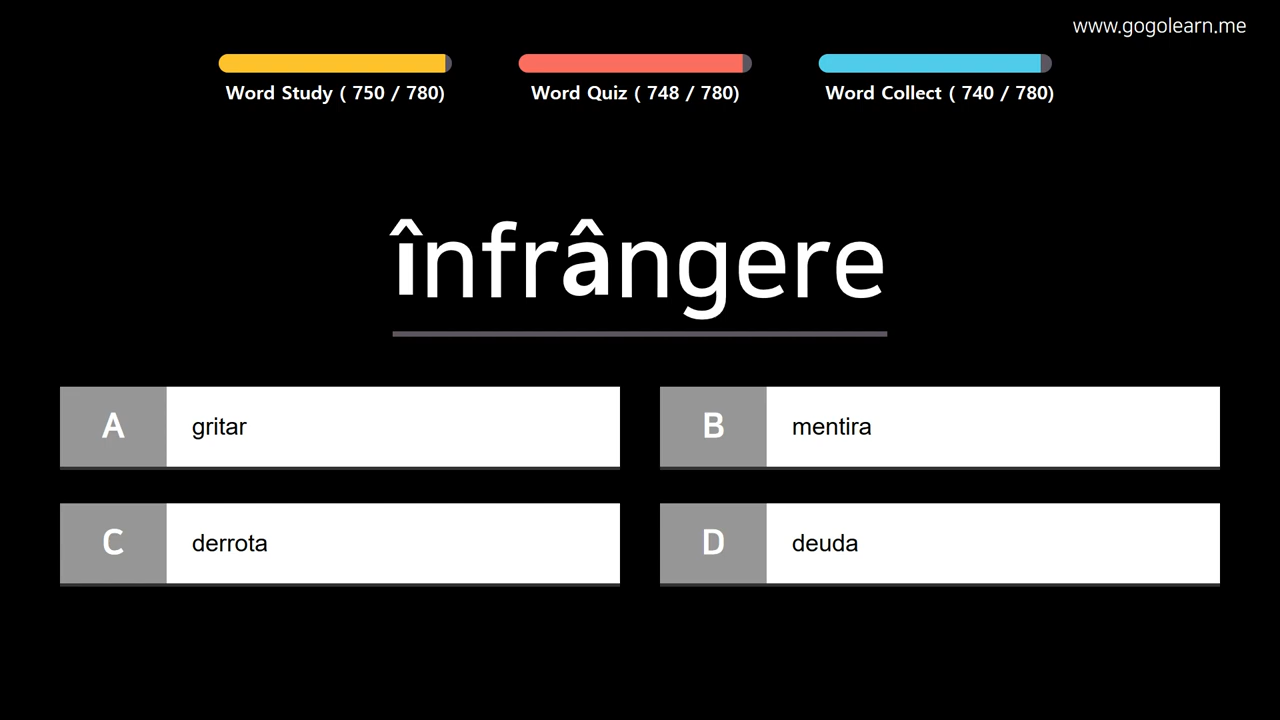 www.gogolearn.me
Word Study ( 750 / 780)
Word Quiz ( 748 / 780)
Word Collect ( 740 / 780)
înfrângere
A gritar
B mentira
C derrota
D deuda